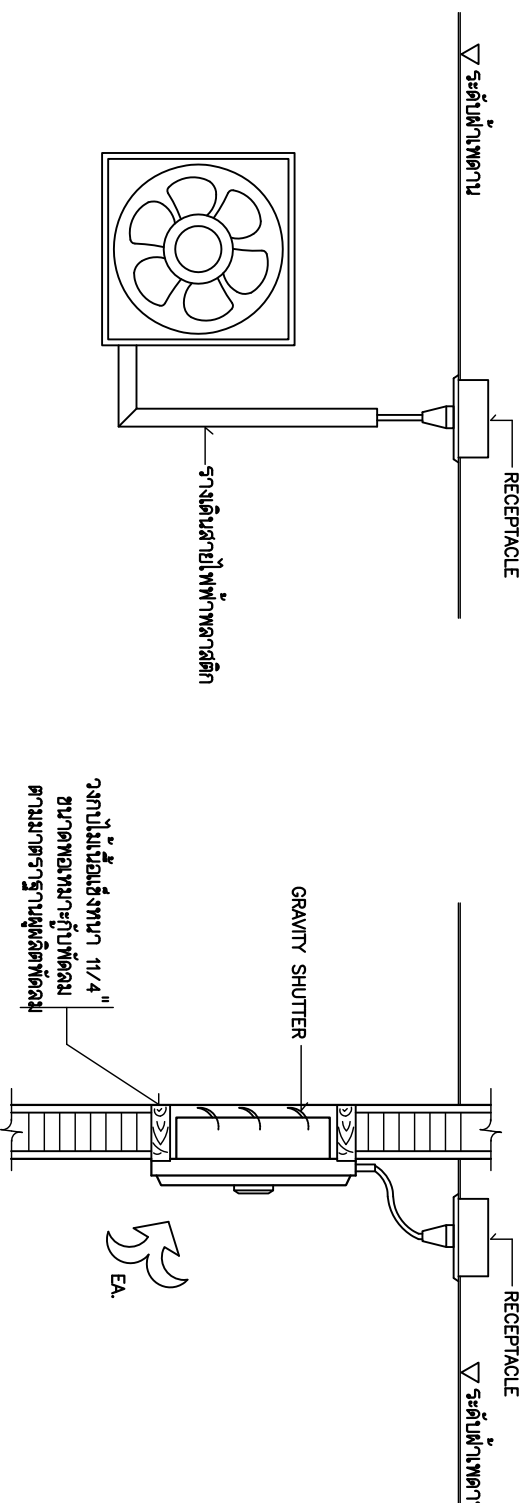 ระดับฝ้าเพดาน
RECEPTACLE
รางเดินสายไฟฟ้าพลาสติก
RECEPTACLE
ระดับฝ้าเพดาน
GRAVITY SHUTTER
วงกบไม้เนื้อแข็งหนา 11/4"
ขนาดพอเหมาะกับพัดลม
ตามมาตราฐานผู้ผลิตพัดลม
EA.